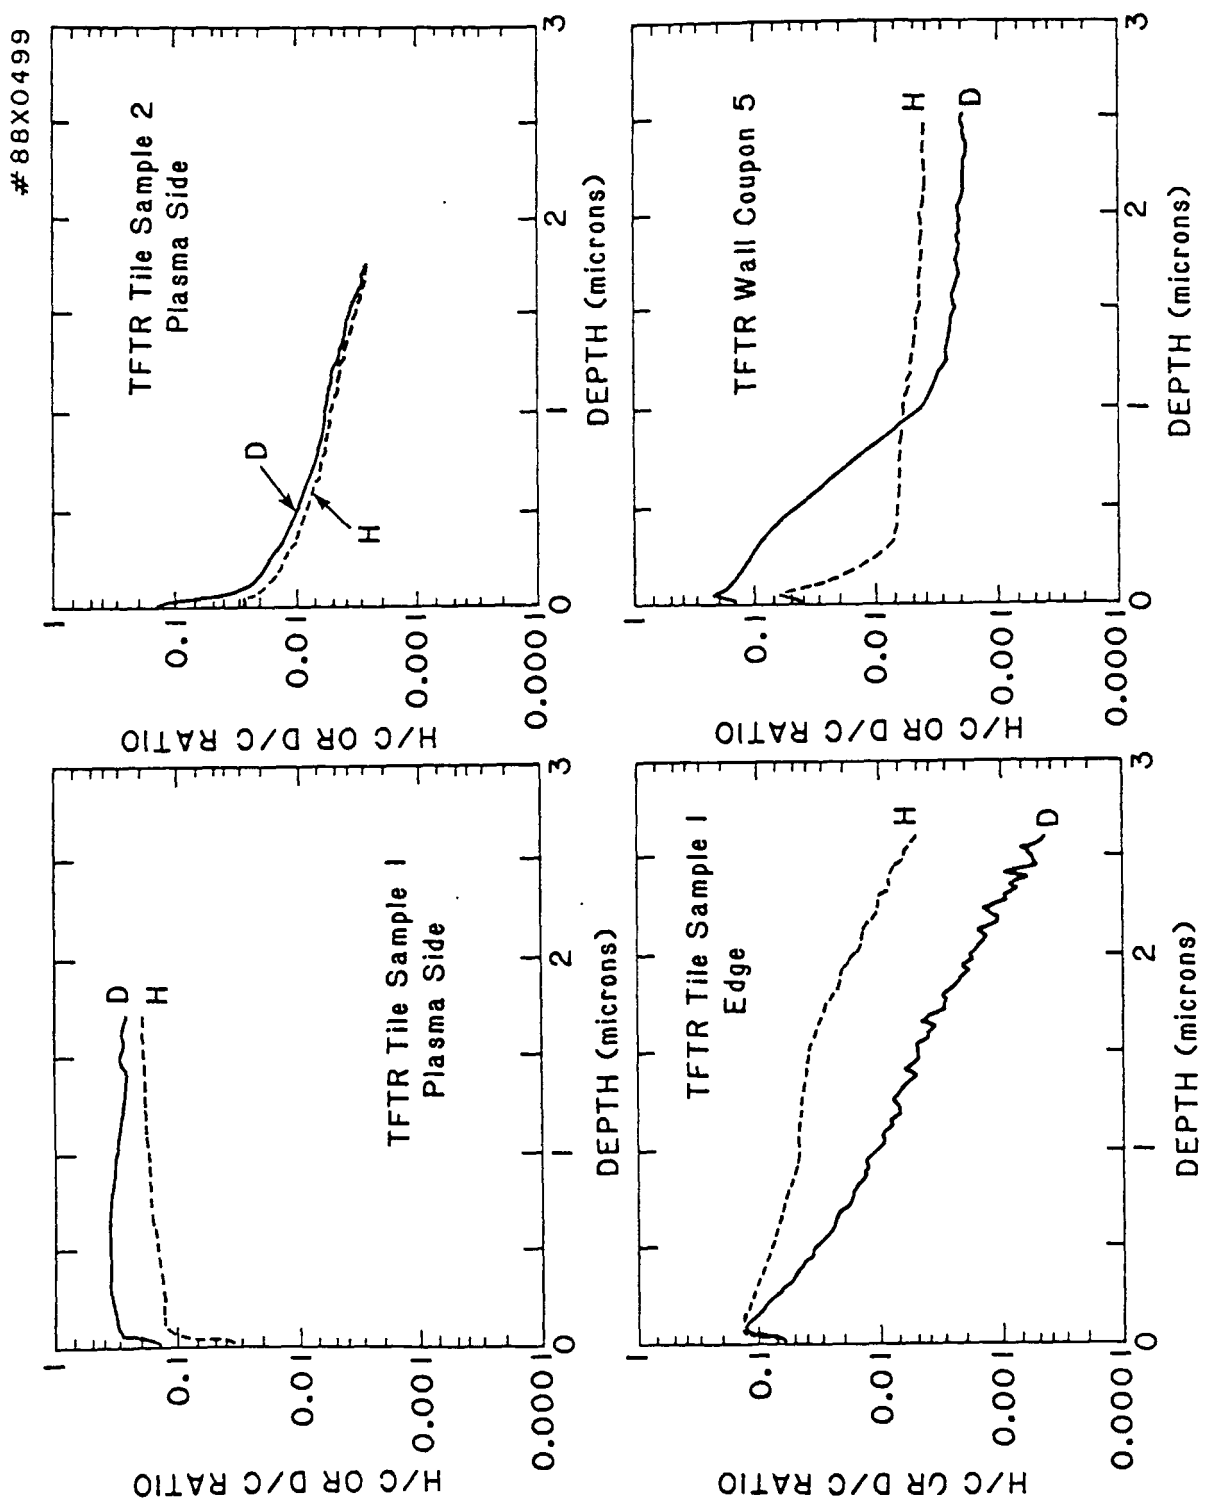 #88X0499
H/C OR D/C RATIO
1
0.1
0.01
0.001
0.0001
D
H
TFTR Tile Sample 1
Plasma Side
0
1
2
3
DEPTH (microns)
H/C OR D/C RATIO
1
0.1
0.01
0.001
0.0001
TFTR Tile Sample 2
Plasma Side
D
H
0
1
2
3
DEPTH (microns)
H/C OR D/C RATIO
1
0.1
0.01
0.001
0.0001
TFTR Tile Sample 1
Edge
H
D
0
1
2
3
DEPTH (microns)
H/C OR D/C RATIO
1
0.1
0.01
0.001
0.0001
TFTR Wall Coupon 5
H
D
0
1
2
3
DEPTH (microns)